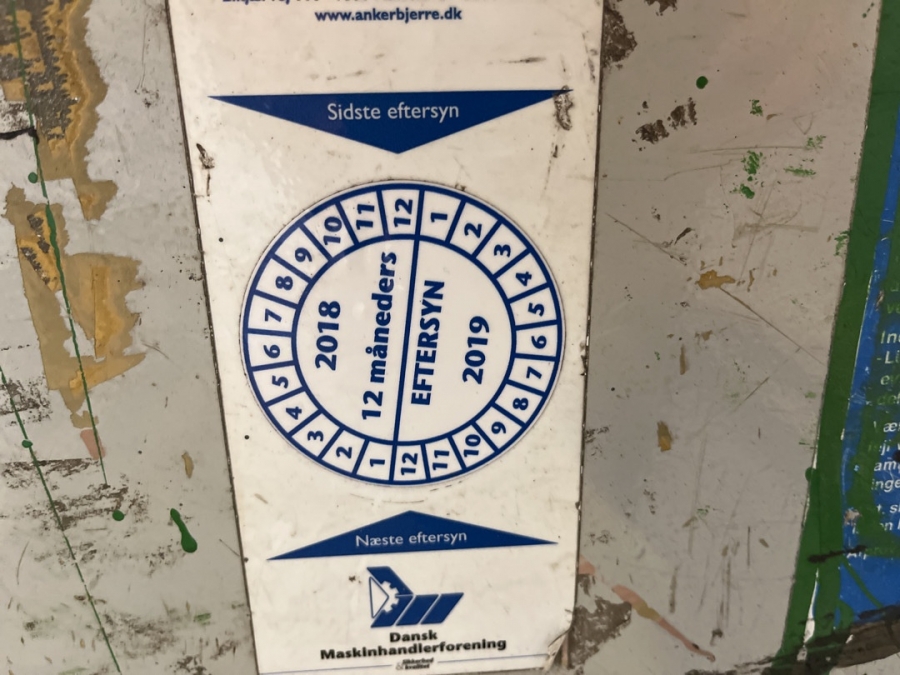 www.ankerbjerre.dk
Sidste eftersyn
1 2 3 4 5 6 7 8 9 10 11 12
2018
12 måneders
EFTERSYN
2019
1 2 3 4 5 6 7 8 9 10 11 12
Næste eftersyn
Dansk
Maskinhandlerforening
sikkerhed
& kvalitet